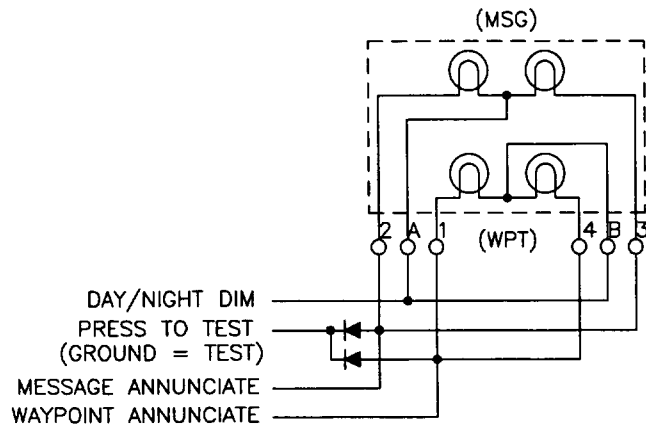 (MSG)
2 A 1 (WPT) 4 B 3
DAY/NIGHT DIM
PRESS TO TEST
(GROUND = TEST)
MESSAGE ANNUNCIATE
WAYPOINT ANNUNCIATE